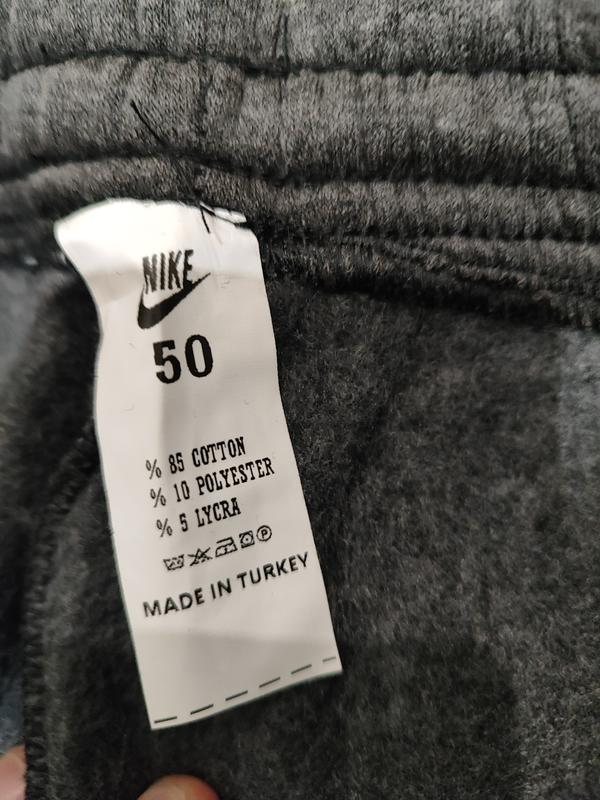 NIKE
50
% 85 COTTON
% 10 POLYESTER
% 5 LYCRA
P
MADE IN TURKEY